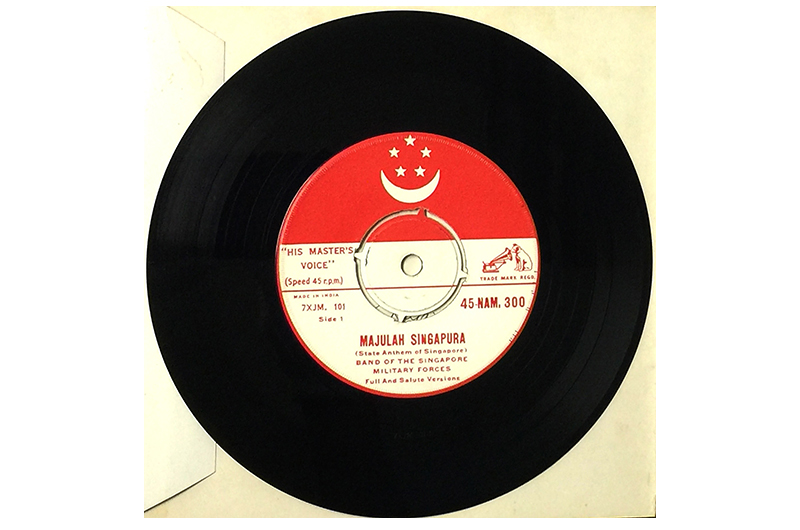 "HIS MASTER'S
VOICE"
(Speed 45 r.p.m.)
TRADE MARK REGD.
MADE IN INDIA
7XJM. 101
45-NAM. 300
Side 1
MAJULAH SINGAPURA
(State Anthem of Singapore)
BAND OF THE SINGAPORE
MILITARY FORCES
Full And Salute Versions